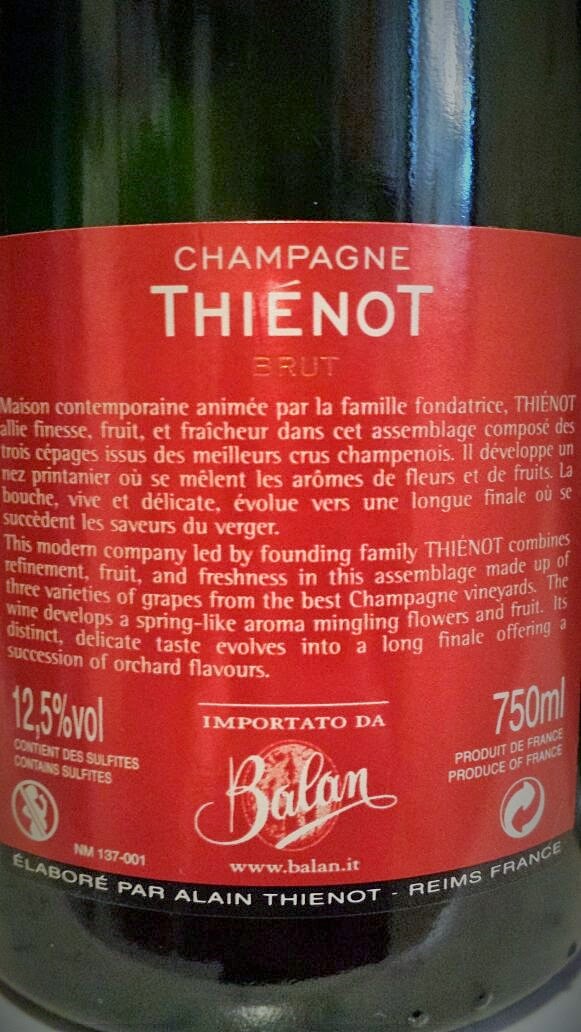 CHAMPAGNE
THIÉNOT
BRUT
Maison contemporaine animée par la famille fondatrice, THIÉNOT
allie finesse, fruit, et fraîcheur dans cet assemblage composé des
trois cépages issus des meilleurs crus champenois. Il développe un
nez printanier où se mêlent les arômes de fleurs et de fruits. La
bouche, vive et délicate, évolue vers une longue finale où se
succèdent les saveurs du verger.
This modern company led by founding family THIÉNOT combines
refinement, fruit, and freshness in this assemblage made up of
three varieties of grapes from the best Champagne vineyards. The
wine develops a spring-like aroma mingling flowers and fruit. Its
distinct, delicate taste evolves into a long finale offering a
succession of orchard flavours.
12,5%vol
CONTIENT DES SULFITES
CONTAINS SULFITES
NM 137-001
IMPORTATO DA
Balan
www.balan.it
750ml
PRODUIT DE FRANCE
PRODUCE OF FRANCE
ÉLABORÉ PAR ALAIN THIENOT - REIMS FRANCE